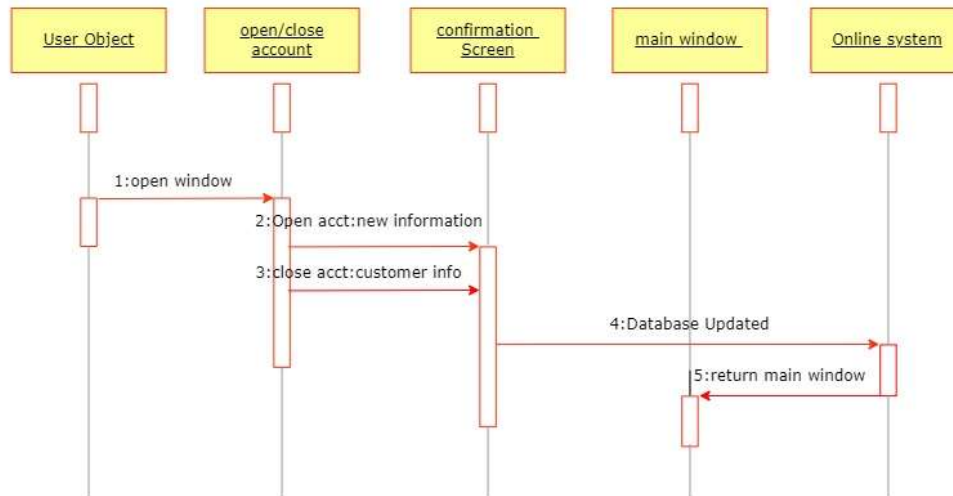 User Object
open/close
account
confirmation
Screen
main window
Online system
1:open window
2:Open acct:new information
3:close acct:customer info
4:Database Updated
5:return main window